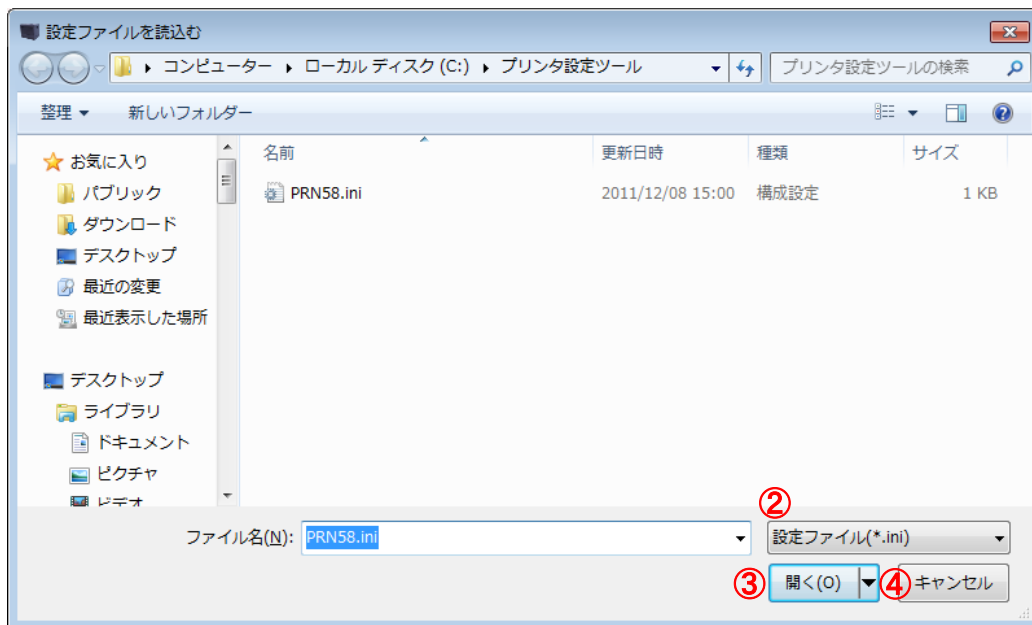 設定ファイルを読込む
コンピューター ▸ ローカル ディスク (C:) ▸ プリンタ設定ツール
プリンタ設定ツールの検索
整理 ▼ 新しいフォルダー
お気に入り
パブリック
ダウンロード
デスクトップ
最近の変更
最近表示した場所
デスクトップ
ライブラリ
ドキュメント
ピクチャ
ビデオ
名前 更新日時 種類 サイズ
PRN58.ini 2011/12/08 15:00 構成設定 1 KB
②
ファイル名(N): PRN58.ini 設定ファイル(*.ini)
③ 開く(O) ④ キャンセル